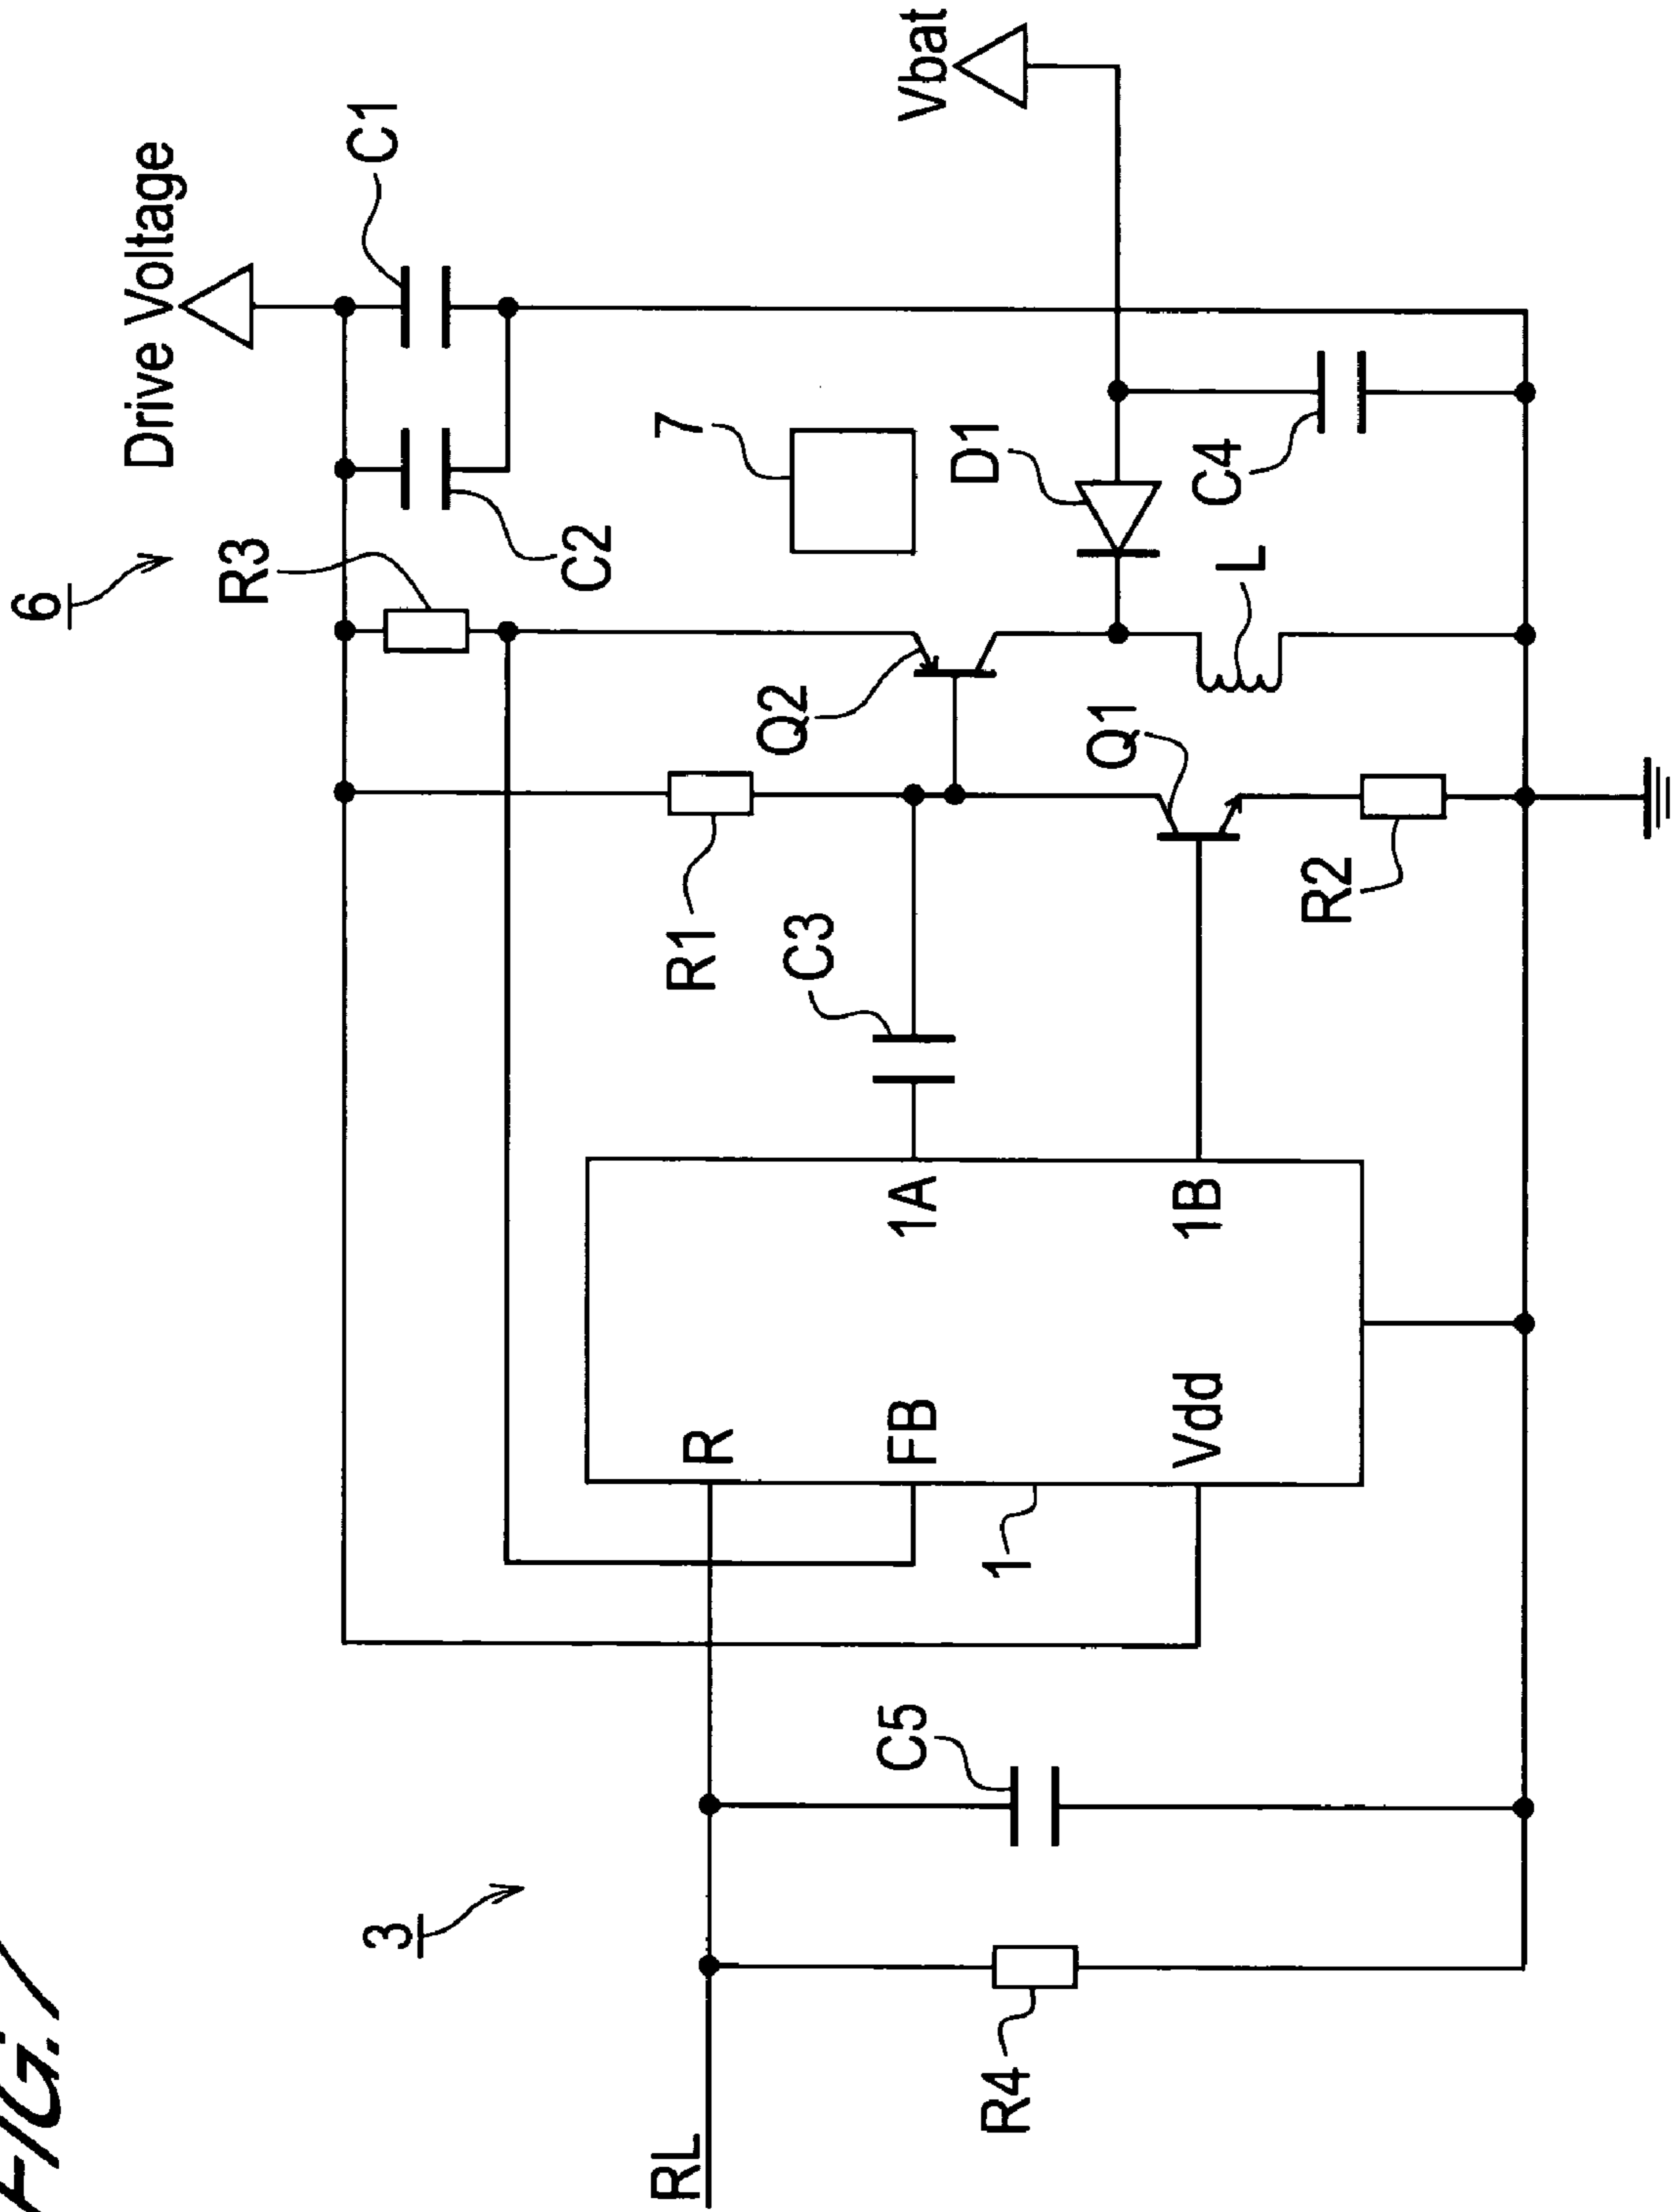 FIG. 7
6
Drive Voltage
C1
R3
C2
3
7
Vbat
Q2
R1
C3
D1
RL
R
FB
1A
C5
1
Q1
L
C4
Vdd
1B
R4
R2